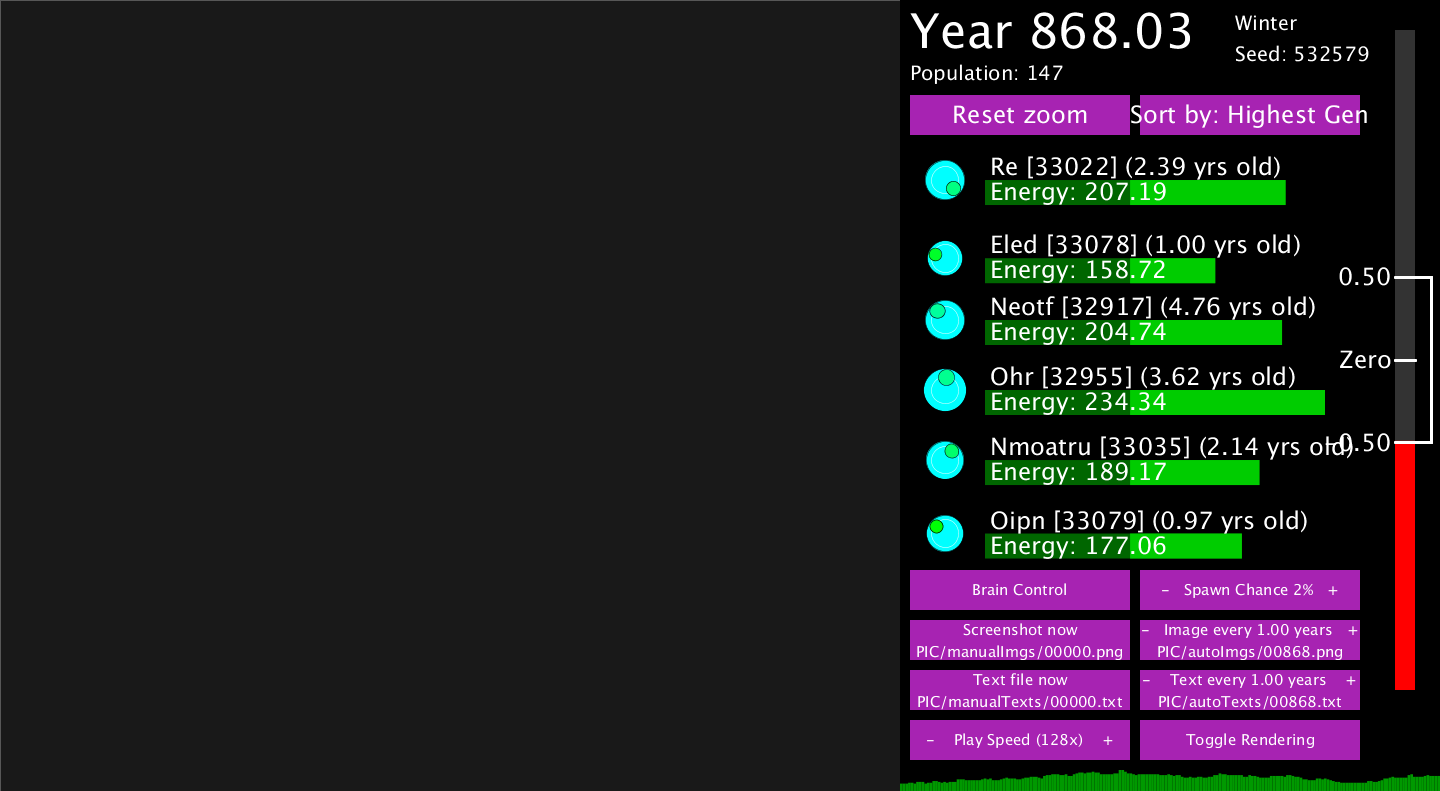 Year 868.03
Winter
Seed: 532579
Population: 147
Reset zoom
Sort by: Highest Gen
Re [33022] (2.39 yrs old)
Energy: 207.19
Eled [33078] (1.00 yrs old)
Energy: 158.72
0.50
Neotf [32917] (4.76 yrs old)
Energy: 204.74
Zero
Ohr [32955] (3.62 yrs old)
Energy: 234.34
Nmoatru [33035] (2.14 yrs old)
-0.50
Energy: 189.17
Oipn [33079] (0.97 yrs old)
Energy: 177.06
Brain Control
- Spawn Chance 2% +
Screenshot now
PIC/manualImgs/00000.png
- Image every 1.00 years +
PIC/autoImgs/00868.png
Text file now
PIC/manualTexts/00000.txt
- Text every 1.00 years +
PIC/autoTexts/00868.txt
- Play Speed (128x) +
Toggle Rendering